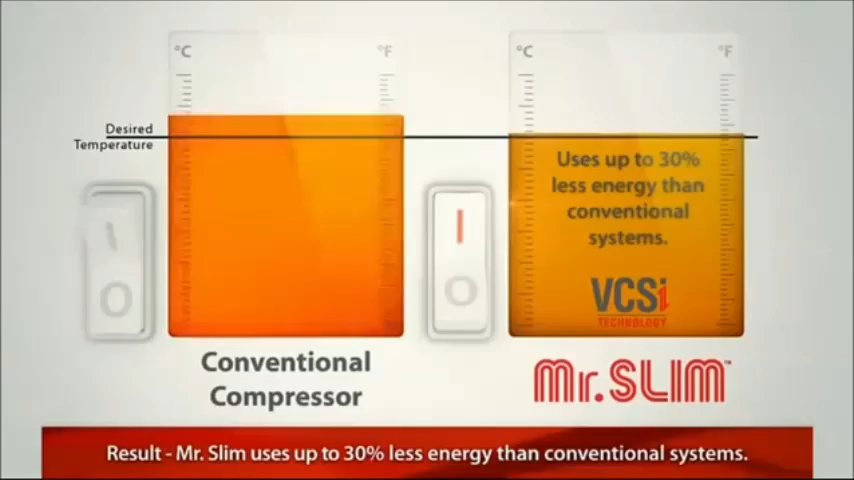 °C °F
°C °F
Desired
Temperature
Uses up to 30%
less energy than
conventional
systems.
VCSi
TECHNOLOGY
I
O
I
O
Conventional
Compressor
Mr.SLIM™
Result - Mr. Slim uses up to 30% less energy than conventional systems.